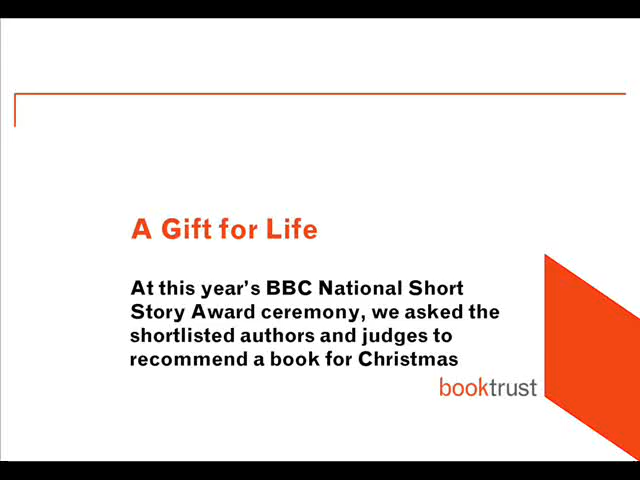 A Gift for Life
At this year's BBC National Short
Story Award ceremony, we asked the
shortlisted authors and judges to
recommend a book for Christmas
booktrust